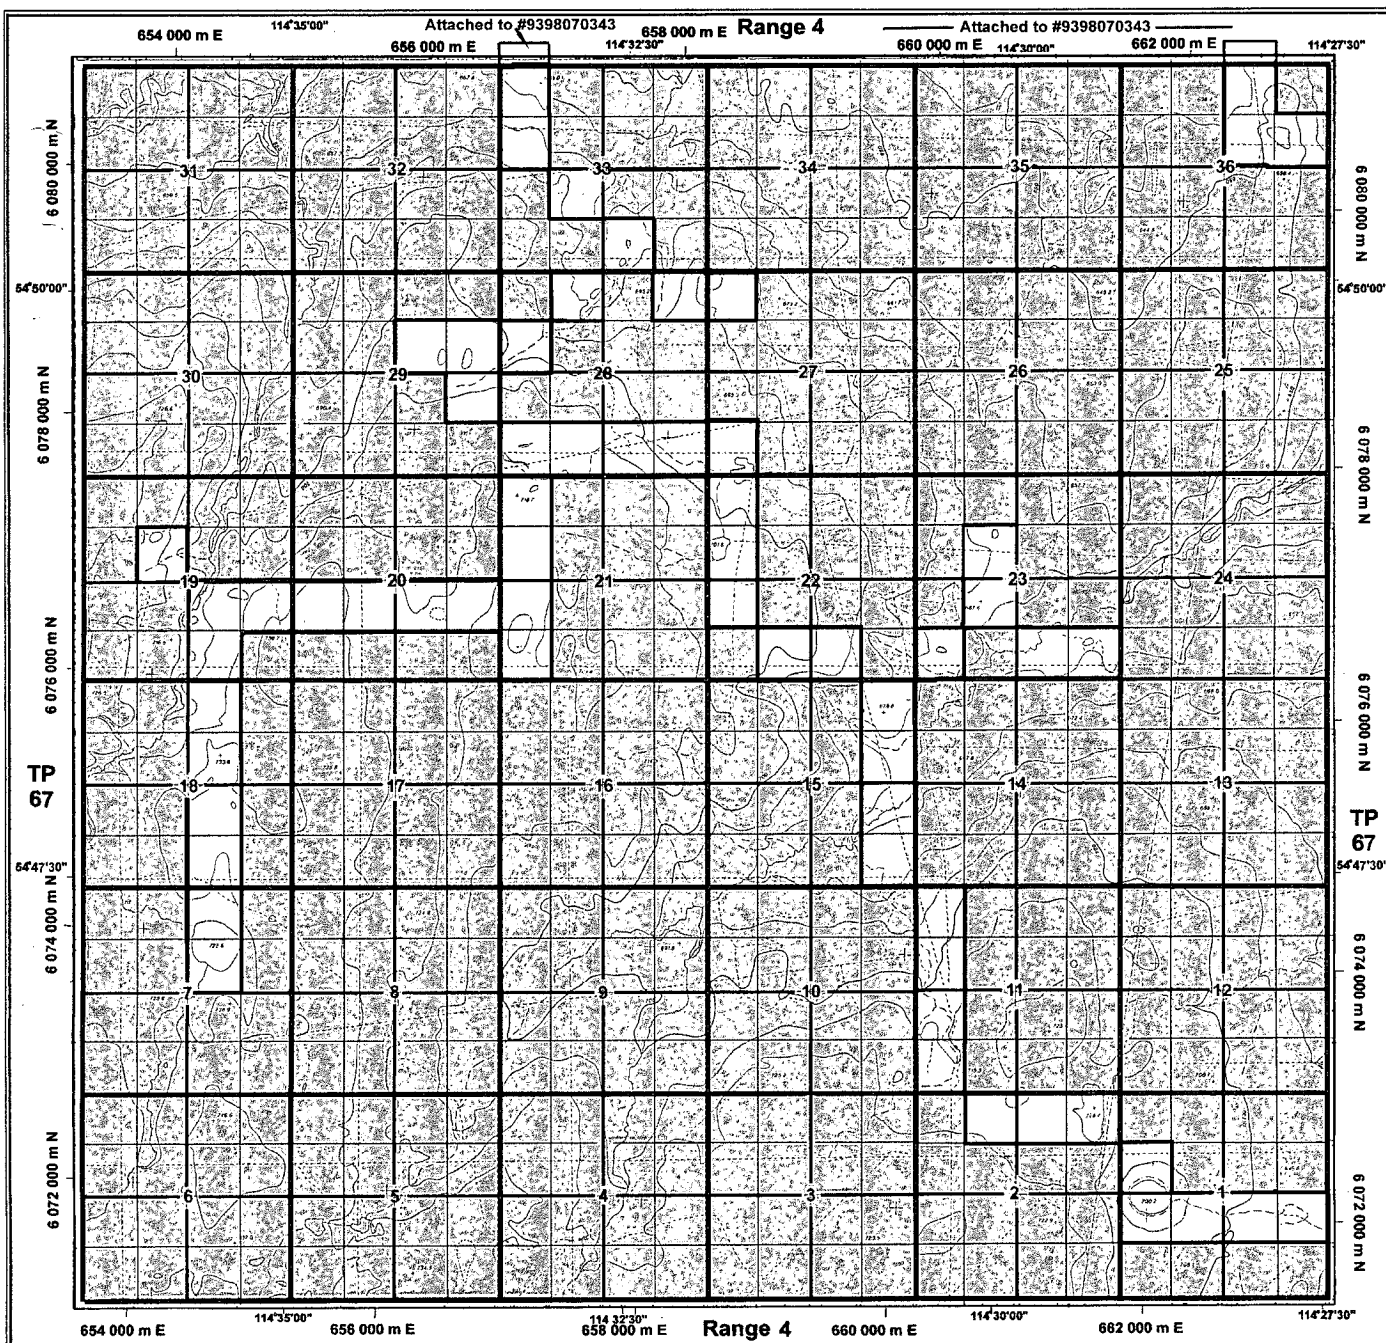 114°35'00" Attached to #9398070343 658 000 m E Range 4 Attached to #9398070343
654 000 m E 656 000 m E 114°32'30" 660 000 m E 114°30'00" 662 000 m E 114°27'30"
6 080 000 m N 31 32 33 34 35 36 6 080 000 m N
54°50'00" 54°50'00"
6 078 000 m N 30 29 28 27 26 25 6 078 000 m N
19 20 21 22 23 24
6 076 000 m N 6 076 000 m N
TP
67
18 17 16 15 14 13
TP
67
54°47'30" 54°47'30"
6 074 000 m N 7 8 9 10 11 12 6 074 000 m N
6 072 000 m N 6 5 4 3 2 1 6 072 000 m N
654 000 m E 114°35'00" 656 000 m E 114 32'30" 658 000 m E Range 4 660 000 m E 114°30'00" 662 000 m E 114°27'30"